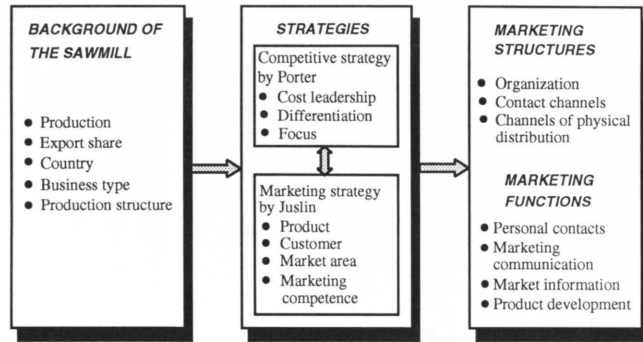 BACKGROUND OF
THE SAWMILL
● Production
● Export share
● Country
● Business type
● Production structure
STRATEGIES
Competitive strategy
by Porter
● Cost leadership
● Differentiation
● Focus
Marketing strategy
by Juslin
● Product
● Customer
● Market area
● Marketing
competence
MARKETING
STRUCTURES
● Organization
● Contact channels
● Channels of physical
distribution
MARKETING
FUNCTIONS
● Personal contacts
● Marketing
communication
● Market information
● Product development